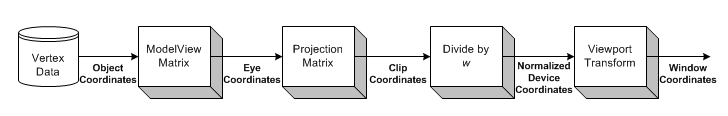 Vertex
Data
Object
Coordinates
ModelView
Matrix
Eye
Coordinates
Projection
Matrix
Clip
Coordinates
Divide by
w
Normalized
Device
Coordinates
Viewport
Transform
Window
Coordinates